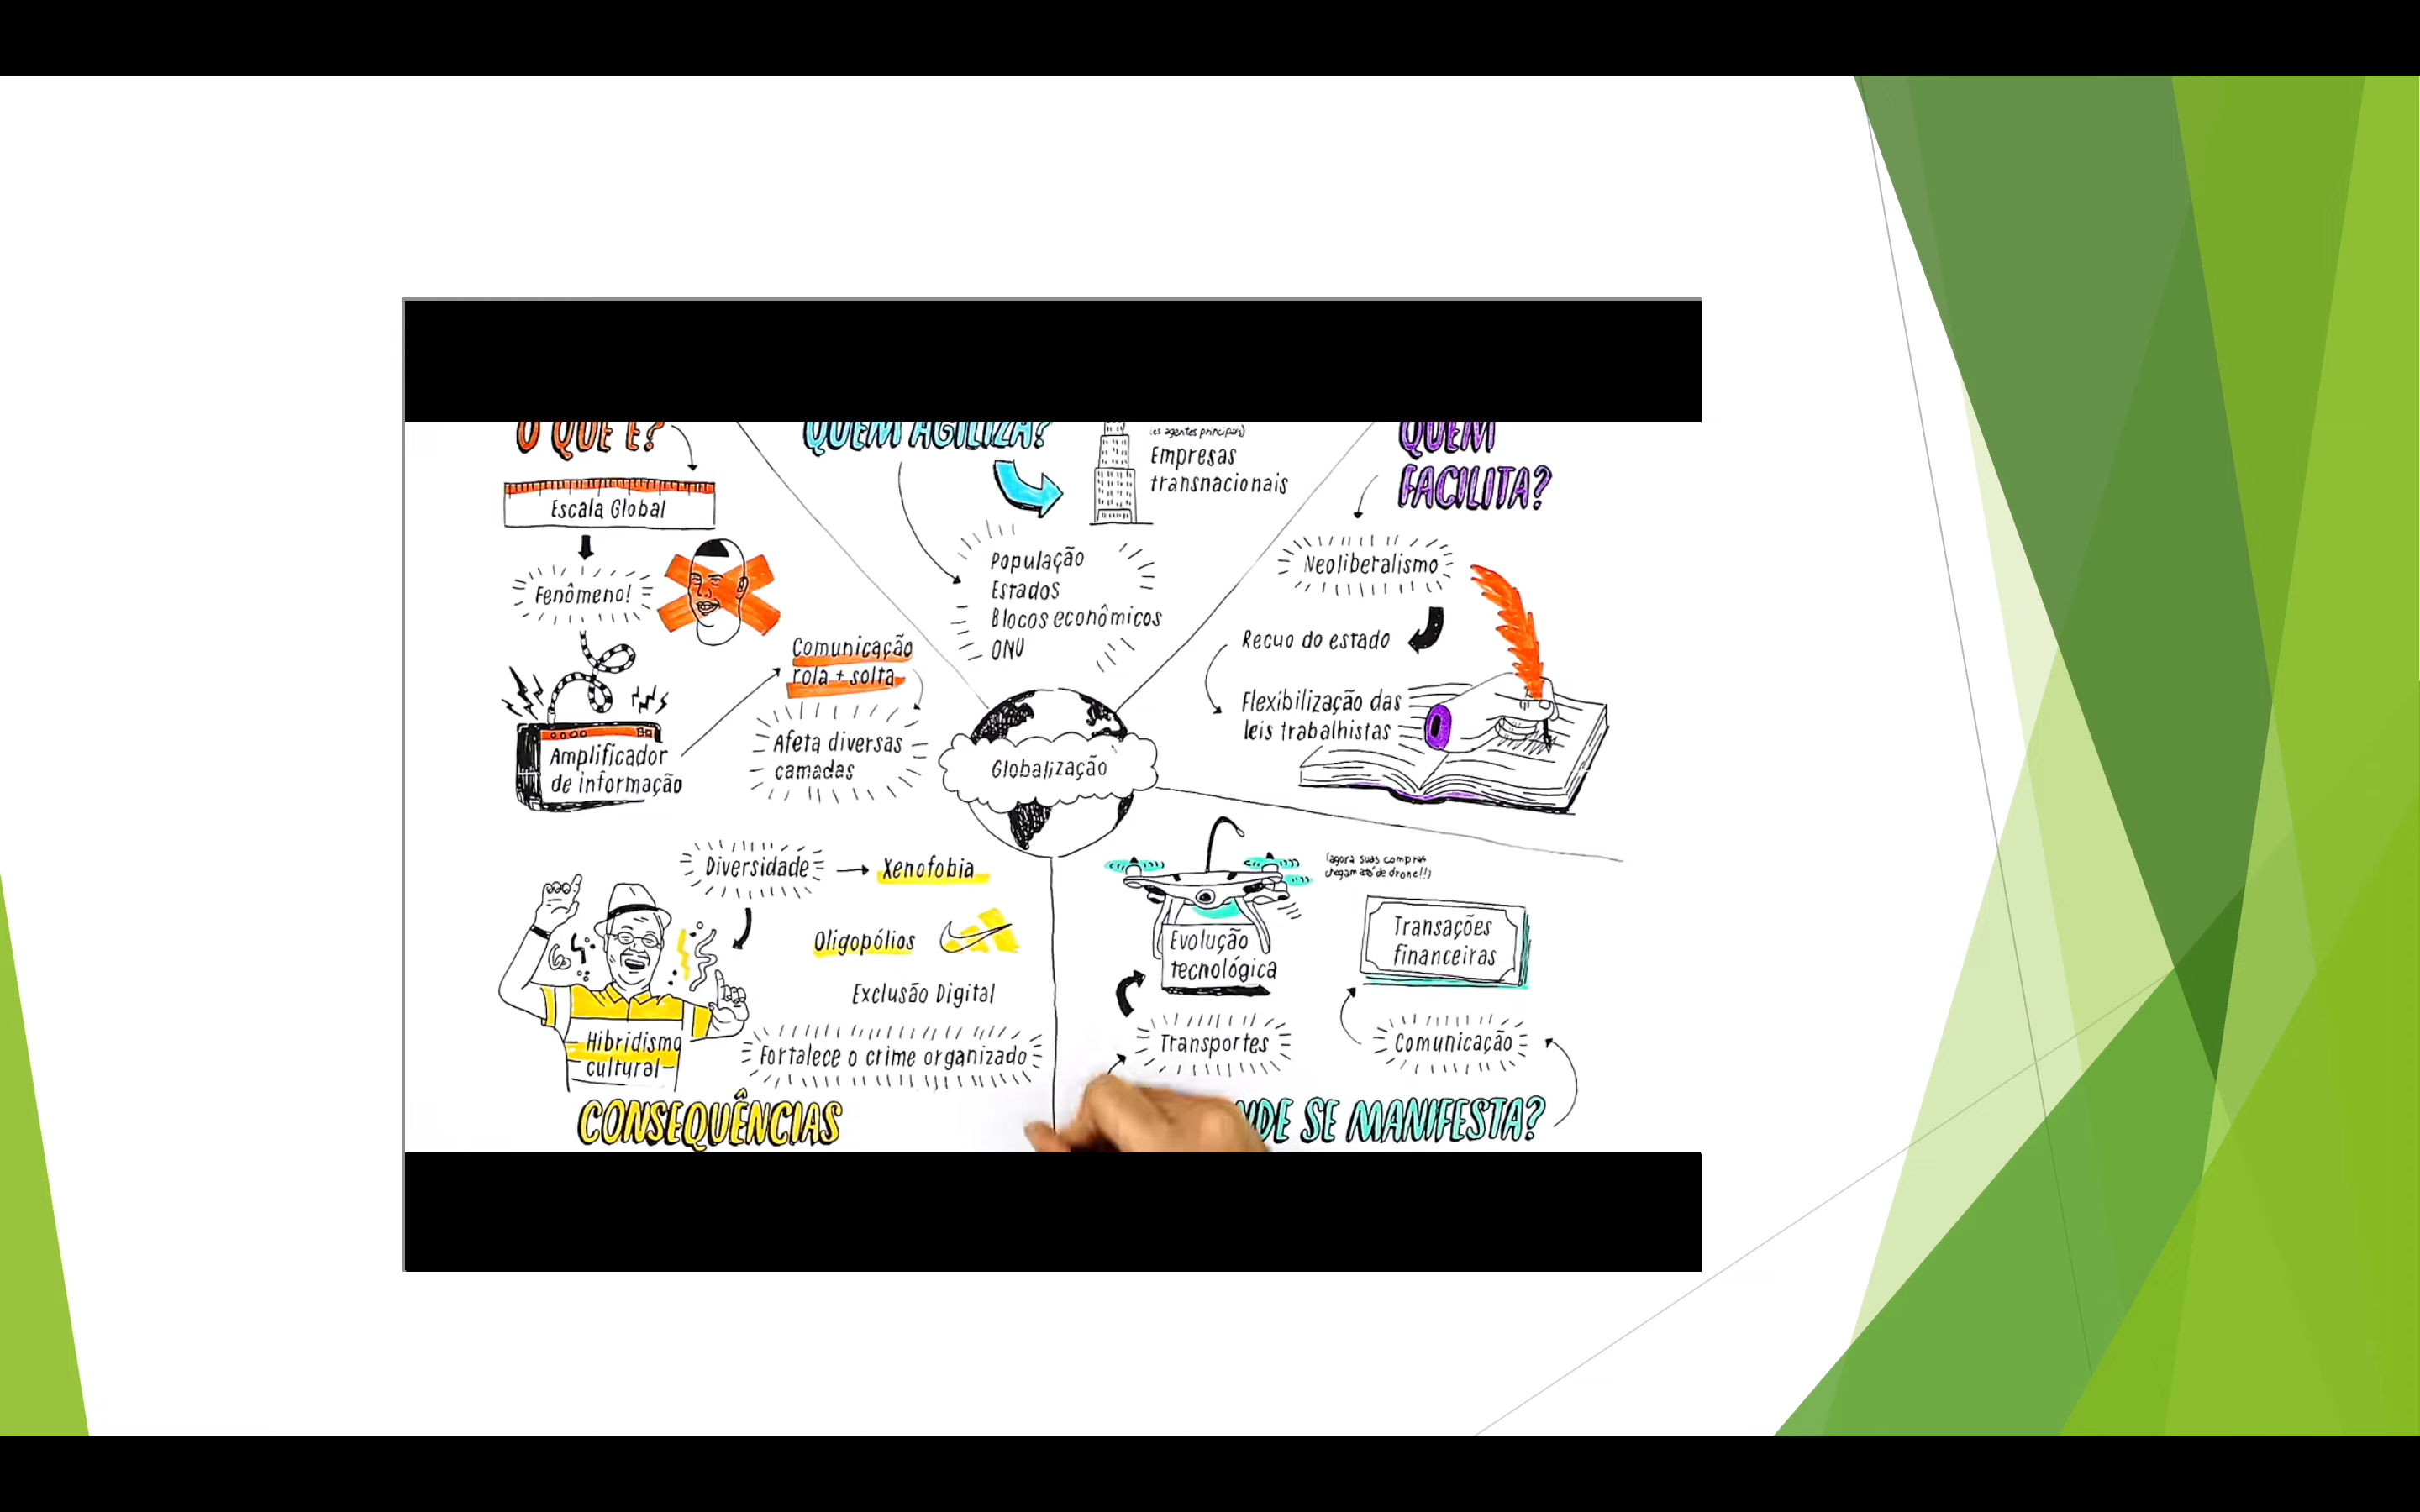 O QUE É?
Escala Global
Fenômeno!
Amplificador
de informação
Comunicação
rola + solta
Afeta diversas
camadas
QUEM AGILIZA?
(os agentes principais)
Empresas
transnacionais
População
Estados
Blocos econômicos
ONU
QUEM
FACILITA?
Neoliberalismo
Recuo do estado
Flexibilização das
leis trabalhistas
Globalização
Diversidade
Xenofobia
Oligopólios
Exclusão Digital
Hibridismo
cultural
Fortalece o crime organizado
CONSEQUÊNCIAS
(agora suas compras
chegam até de drone!!)
Evolução
tecnológica
Transações
financeiras
Transportes
Comunicação
NDE SE MANIFESTA?